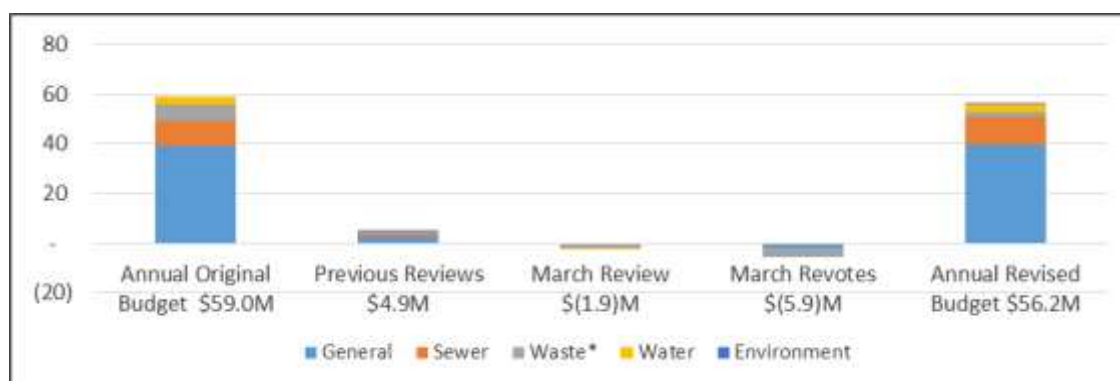 80
60
40
20
-
(20)
Annual Original Previous Reviews March Review March Revotes Annual Revised
Budget $59.0M $4.9M $(1.9)M $(5.9)M Budget $56.2M
General Sewer Waste* Water Environment